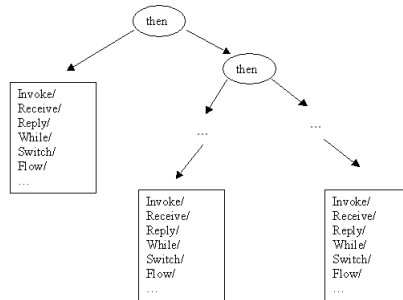 then
then
...
...
Invoke/
Receive/
Reply/
While/
Switch/
Flow/
...
Invoke/
Receive/
Reply/
While/
Switch/
Flow/
...
Invoke/
Receive/
Reply/
While/
Switch/
Flow/
...